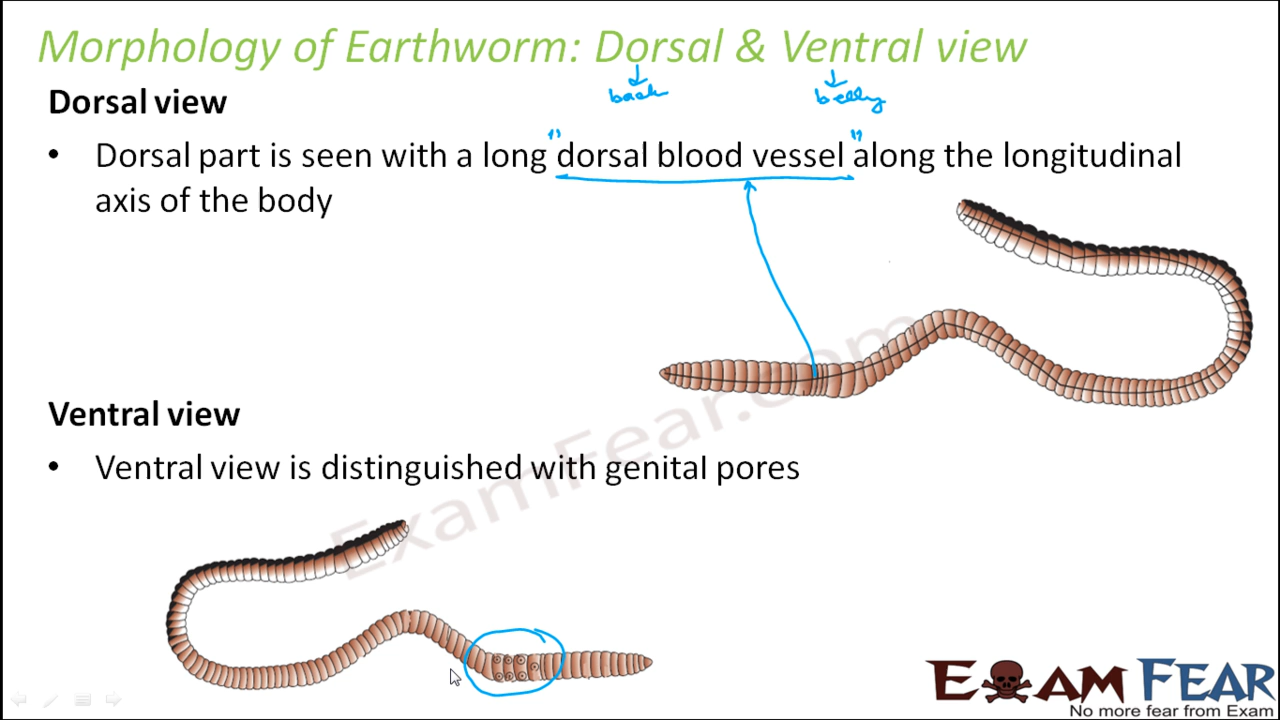 Morphology of Earthworm: Dorsal & Ventral view
back belly
Dorsal view
• Dorsal part is seen with a long "dorsal blood vessel" along the longitudinal
axis of the body
ExamFear.com
Ventral view
• Ventral view is distinguished with genital pores
EXAM FEAR
No more fear from Exam